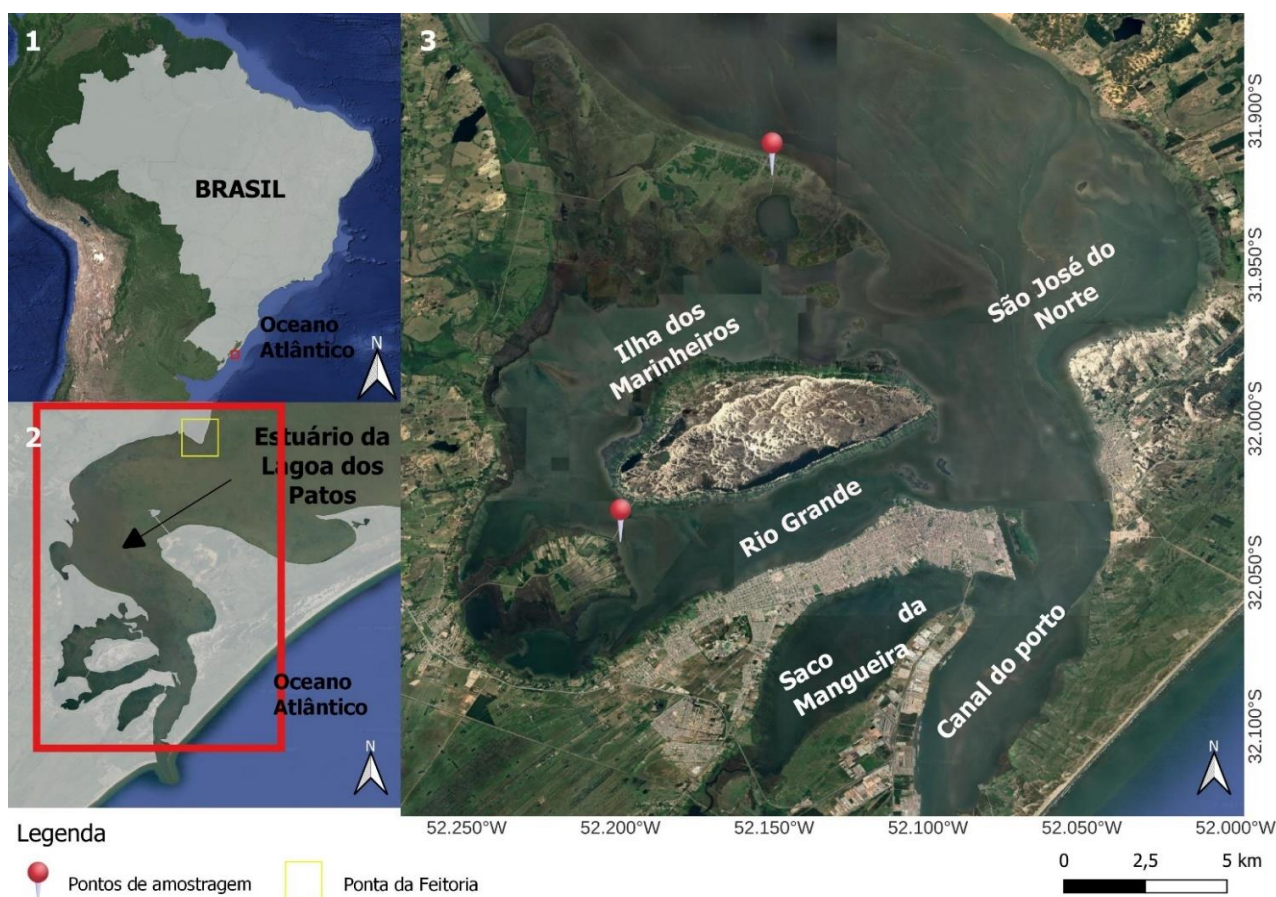 1
BRASIL
Oceano
Atlântico
N
2
Estuário da
Lagoa dos
Patos
Oceano
Atlântico
N
3
Ilha dos
Marinheiros
São José do
Norte
Rio Grande
Saco da
Mangueira
Canal do porto
N
31.900°S
31.950°S
32.000°S
32.050°S
32.100°S
52.250°W
52.200°W
52.150°W
52.100°W
52.050°W
52.000°W
Legenda
Pontos de amostragem
Ponta da Feitoria
0 2,5 5 km